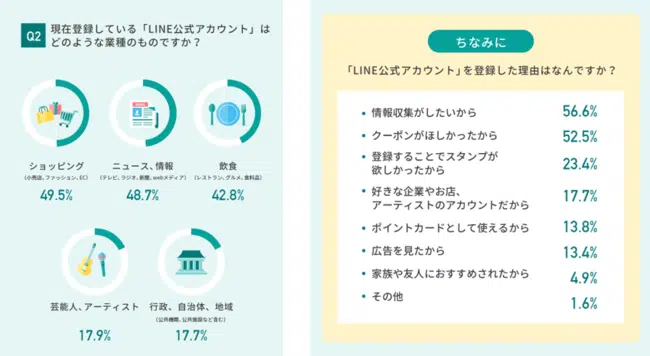 Q2
現在登録している「LINE公式アカウント」は
どのような業種のものですか？
ショッピング
（小売店、ファッション、EC）
49.5%
ニュース、情報
（テレビ、ラジオ、新聞、webメディア）
48.7%
飲食
（レストラン、グルメ、食料品）
42.8%
芸能人、アーティスト
17.9%
行政、自治体、地域
（公共機関、公共施設など含む）
17.7%
ちなみに
「LINE公式アカウント」を登録した理由はなんですか？
• 情報収集がしたいから 56.6%
• クーポンがほしかったから 52.5%
• 登録することでスタンプが
欲しかったから 23.4%
• 好きな企業やお店、
アーティストのアカウントだから 17.7%
• ポイントカードとして使えるから 13.8%
• 広告を見たから 13.4%
• 家族や友人におすすめされたから 4.9%
• その他 1.6%